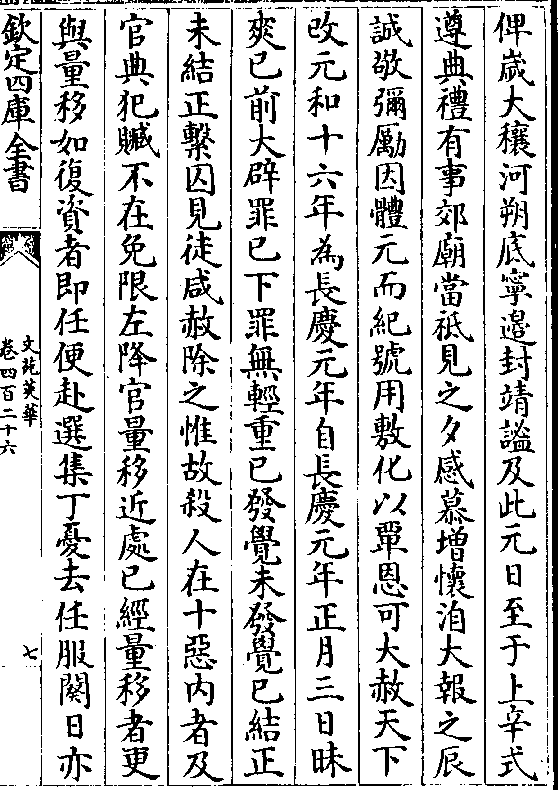 俾歲大穰河朔底寧邉封靖謐及此元日至于上辛式
遵典禮有事郊廟當祗見之夕感慕增懷洎大報之辰
誠敬彌勵因體元而紀號用敷化以覃恩可大赦天下
改元和十六年為長慶元年自長慶元年正月三日昧
爽已前大辟罪已下罪無輕重已發覺未發覺已結正
未結正繫囚見徒咸赦除之惟故殺人在十惡內者及
官典犯贓不在免限左降官量移近處已經量移者更
與量移如復資者即任便赴選集丁憂去任服闋日亦
欽定四庫全書
文苑英華
卷四百二十六
七